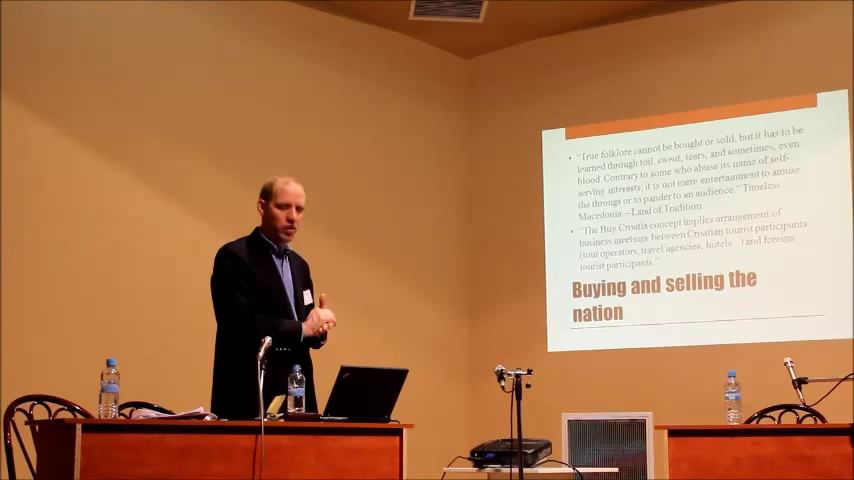 • “True folklore cannot be bought or sold, but it has to be
learned through toil, sweat, tears, and sometimes, even
blood. Contrary to some who abuse its name of self-
serving interests, it is not mere entertainment to amuse
the throngs or to pander to an audience.” Timeless
Macedonia—Land of Tradition
• “The Buy Croatia concept implies arrangement of
business meetings between Croatian tourist participants
(tour operators, travel agencies, hotels...) and foreign
tourist participants.”
Buying and selling the
nation